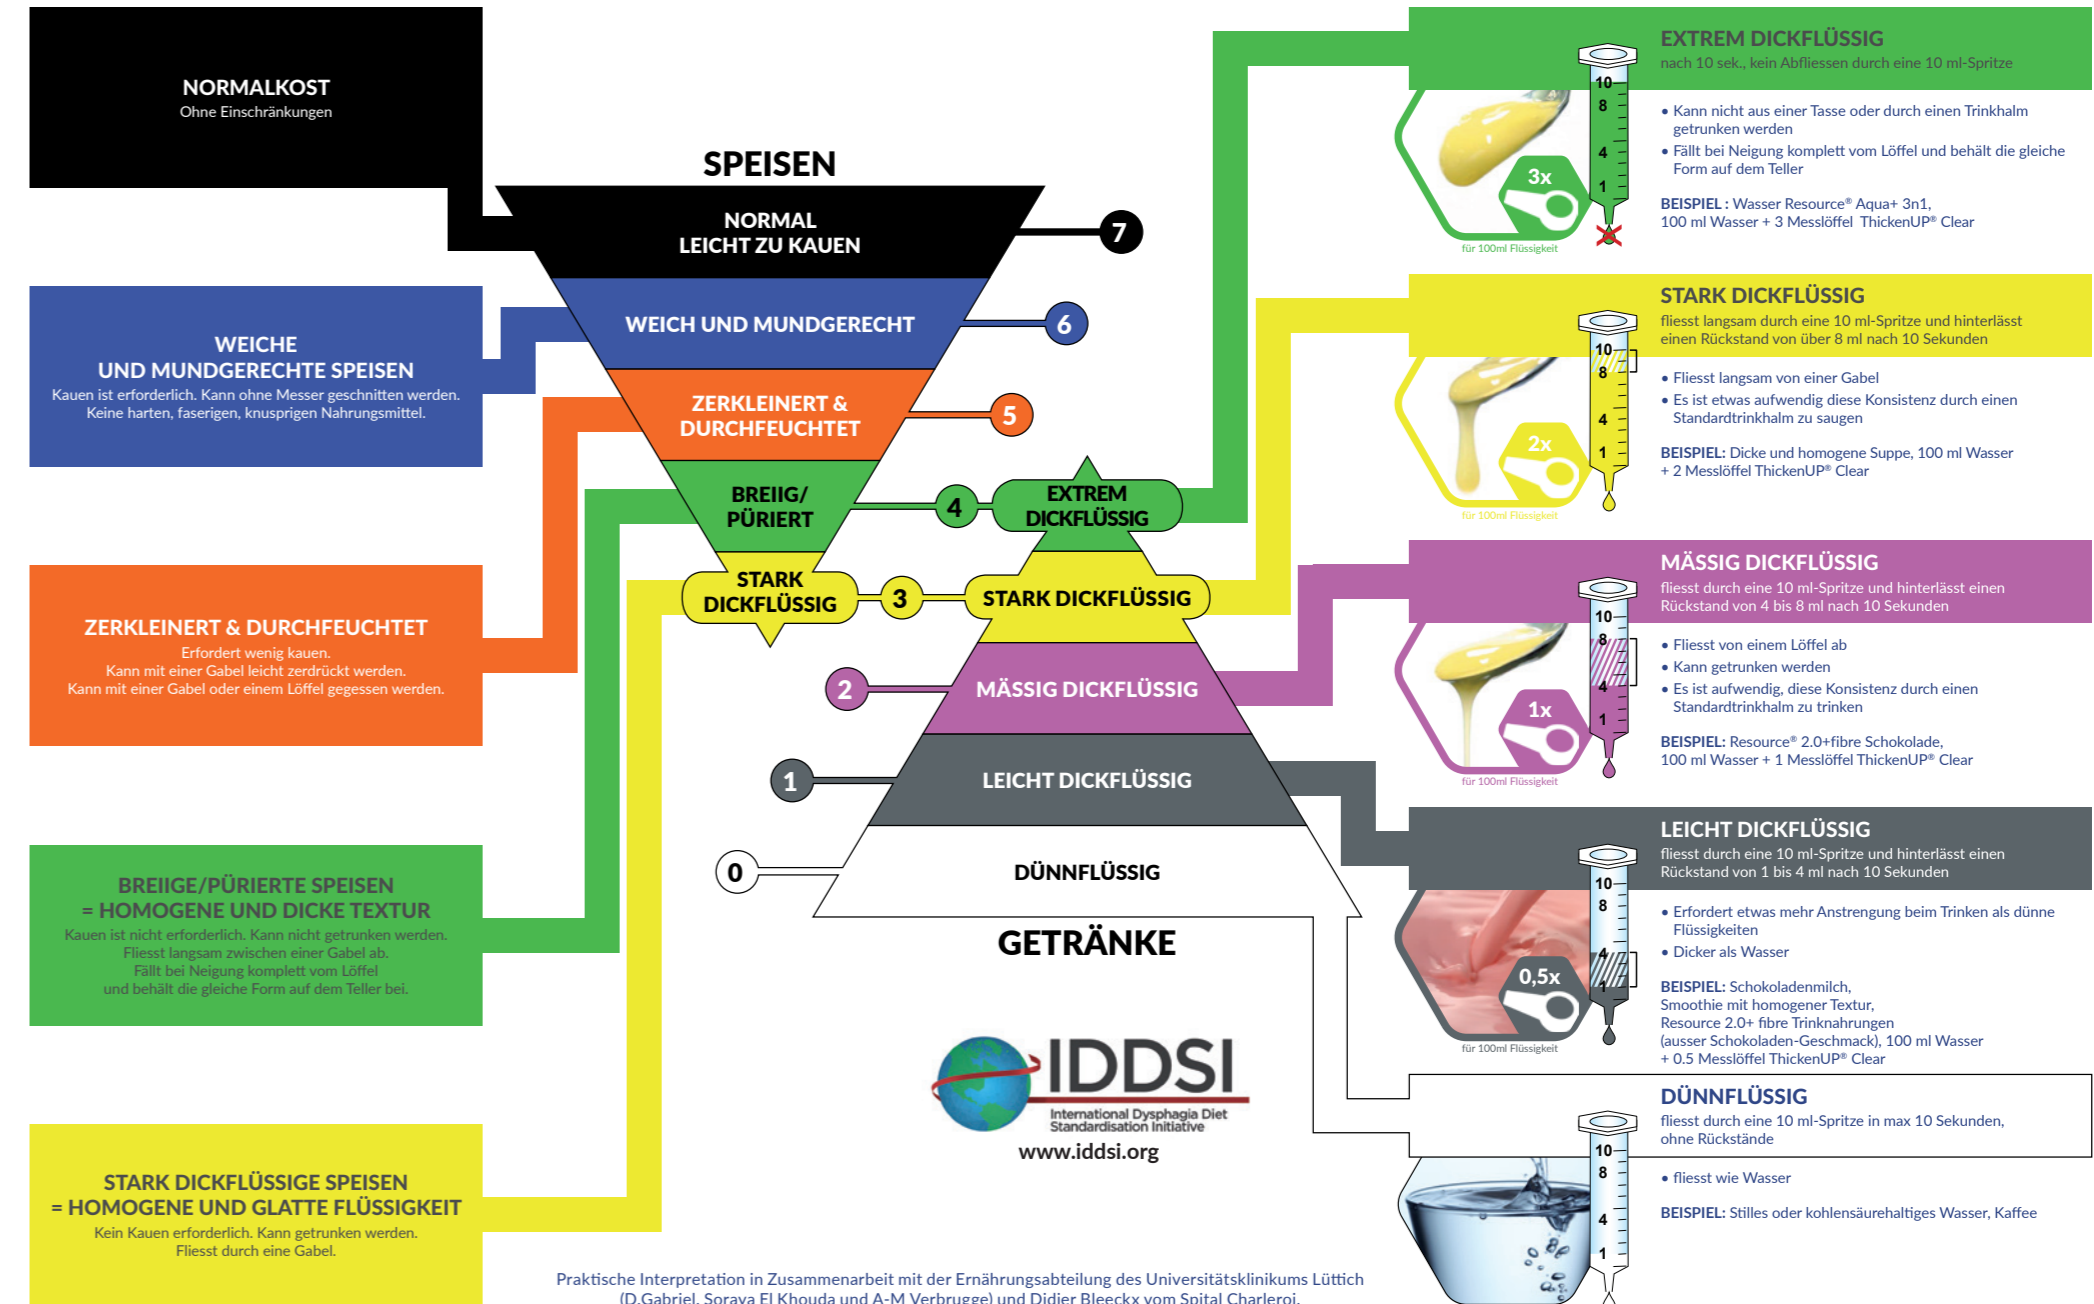 NORMALKOST
Ohne Einschränkungen
WEICHE
UND MUNDGERECHTE SPEISEN
Kauen ist erforderlich. Kann ohne Messer geschnitten werden.
Keine harten, faserigen, knusprigen Nahrungsmittel.
ZERKLEINERT & DURCHFEUCHTET
Erfordert wenig kauen.
Kann mit einer Gabel leicht zerdrückt werden.
Kann mit einer Gabel oder einem Löffel gegessen werden.
BREIIGE/PÜRIERTE SPEISEN
= HOMOGENE UND DICKE TEXTUR
Kauen ist nicht erforderlich. Kann nicht getrunken werden.
Fliesst langsam zwischen einer Gabel ab.
Fällt bei Neigung komplett vom Löffel
und behält die gleiche Form auf dem Teller bei.
STARK DICKFLÜSSIGE SPEISEN
= HOMOGENE UND GLATTE FLÜSSIGKEIT
Kein Kauen erforderlich. Kann getrunken werden.
Fliesst durch eine Gabel.
SPEISEN
NORMAL
LEICHT ZU KAUEN
7
WEICH UND MUNDGERECHT
6
ZERKLEINERT &
DURCHFEUCHTET
5
BREIIG/
PÜRIERT
4
EXTREM
DICKFLÜSSIG
STARK
DICKFLÜSSIG
3
STARK DICKFLÜSSIG
2
MÄSSIG DICKFLÜSSIG
1
LEICHT DICKFLÜSSIG
0
DÜNNFLÜSSIG
GETRÄNKE
IDDSI
International Dysphagia Diet
Standardisation Initiative
www.iddsi.org
Praktische Interpretation in Zusammenarbeit mit der Ernährungsabteilung des Universitätsklinikums Lüttich
(D.Gabriel, Soraya El Khouda und A-M Verbrugge) und Didier Bleeckx vom Spital Charleroi.
EXTREM DICKFLÜSSIG
nach 10 sek., kein Abfliessen durch eine 10 ml-Spritze
10
8
4
1
3x
für 100ml Flüssigkeit
• Kann nicht aus einer Tasse oder durch einen Trinkhalm
getrunken werden
• Fällt bei Neigung komplett vom Löffel und behält die gleiche
Form auf dem Teller
BEISPIEL : Wasser Resource® Aqua+ 3n1,
100 ml Wasser + 3 Messlöffel ThickenUP® Clear
STARK DICKFLÜSSIG
fliesst langsam durch eine 10 ml-Spritze und hinterlässt
einen Rückstand von über 8 ml nach 10 Sekunden
10
8
4
1
2x
für 100ml Flüssigkeit
• Fliesst langsam von einer Gabel
• Es ist etwas aufwendig diese Konsistenz durch einen
Standardtrinkhalm zu saugen
BEISPIEL: Dicke und homogene Suppe, 100 ml Wasser
+ 2 Messlöffel ThickenUP® Clear
MÄSSIG DICKFLÜSSIG
fliesst durch eine 10 ml-Spritze und hinterlässt einen
Rückstand von 4 bis 8 ml nach 10 Sekunden
10
8
4
1
1x
für 100ml Flüssigkeit
• Fliesst von einem Löffel ab
• Kann getrunken werden
• Es ist aufwendig, diese Konsistenz durch einen
Standardtrinkhalm zu trinken
BEISPIEL: Resource® 2.0+fibre Schokolade,
100 ml Wasser + 1 Messlöffel ThickenUP® Clear
LEICHT DICKFLÜSSIG
fliesst durch eine 10 ml-Spritze und hinterlässt einen
Rückstand von 1 bis 4 ml nach 10 Sekunden
10
8
4
1
0,5x
für 100ml Flüssigkeit
• Erfordert etwas mehr Anstrengung beim Trinken als dünne
Flüssigkeiten
• Dicker als Wasser
BEISPIEL: Schokoladenmilch,
Smoothie mit homogener Textur,
Resource 2.0+ fibre Trinknahrungen
(ausser Schokoladen-Geschmack), 100 ml Wasser
+ 0.5 Messlöffel ThickenUP® Clear
DÜNNFLÜSSIG
fliesst durch eine 10 ml-Spritze in max 10 Sekunden,
ohne Rückstände
10
8
4
1
• fliesst wie Wasser
BEISPIEL: Stilles oder kohlensäurehaltiges Wasser, Kaffee